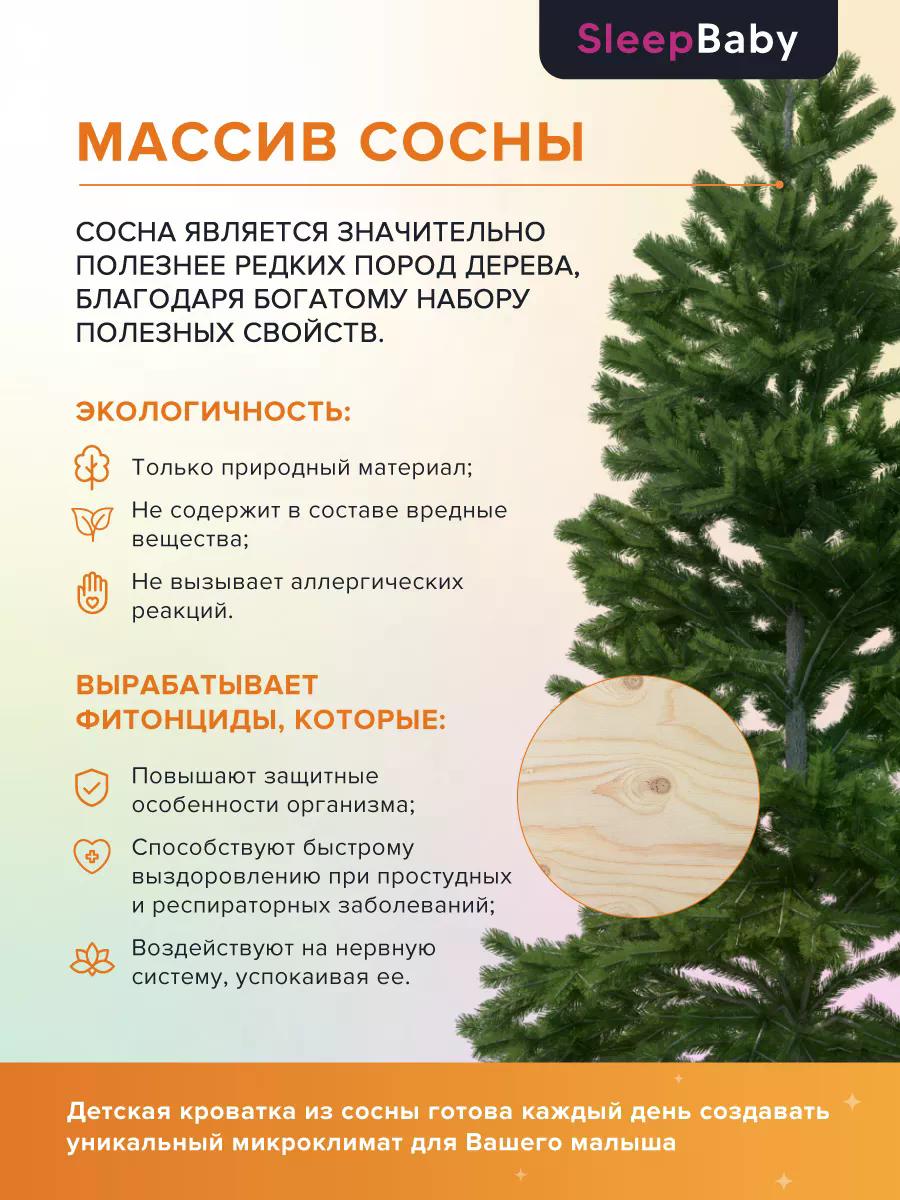 SleepBaby
МАССИВ СОСНЫ
СОСНА ЯВЛЯЕТСЯ ЗНАЧИТЕЛЬНО
ПОЛЕЗНЕЕ РЕДКИХ ПОРОД ДЕРЕВА,
БЛАГОДАРЯ БОГАТОМУ НАБОРУ
ПОЛЕЗНЫХ СВОЙСТВ.
ЭКОЛОГИЧНОСТЬ:
Только природный материал;
Не содержит в составе вредные
вещества;
Не вызывает аллергических
реакций.
ВЫРАБАТЫВАЕТ
ФИТОНЦИДЫ, КОТОРЫЕ:
Повышают защитные
особенности организма;
Способствуют быстрому
выздоровлению при простудных
и респираторных заболеваний;
Воздействуют на нервную
систему, успокаивая ее.
Детская кроватка из сосны готова каждый день создавать
уникальный микроклимат для Вашего малыша